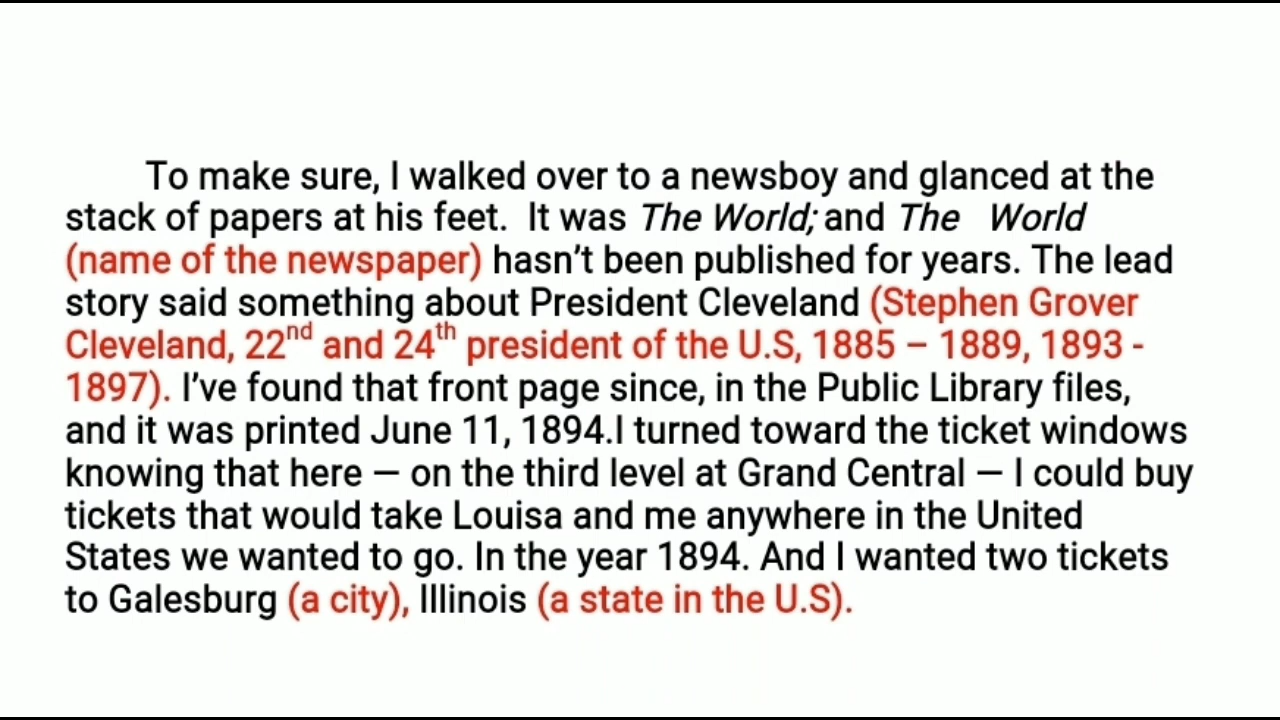 To make sure, I walked over to a newsboy and glanced at the
stack of papers at his feet. It was The World; and The World
(name of the newspaper) hasn’t been published for years. The lead
story said something about President Cleveland (Stephen Grover
Cleveland, 22nd and 24th president of the U.S, 1885 – 1889, 1893 -
1897). I’ve found that front page since, in the Public Library files,
and it was printed June 11, 1894.I turned toward the ticket windows
knowing that here — on the third level at Grand Central — I could buy
tickets that would take Louisa and me anywhere in the United
States we wanted to go. In the year 1894. And I wanted two tickets
to Galesburg (a city), Illinois (a state in the U.S).